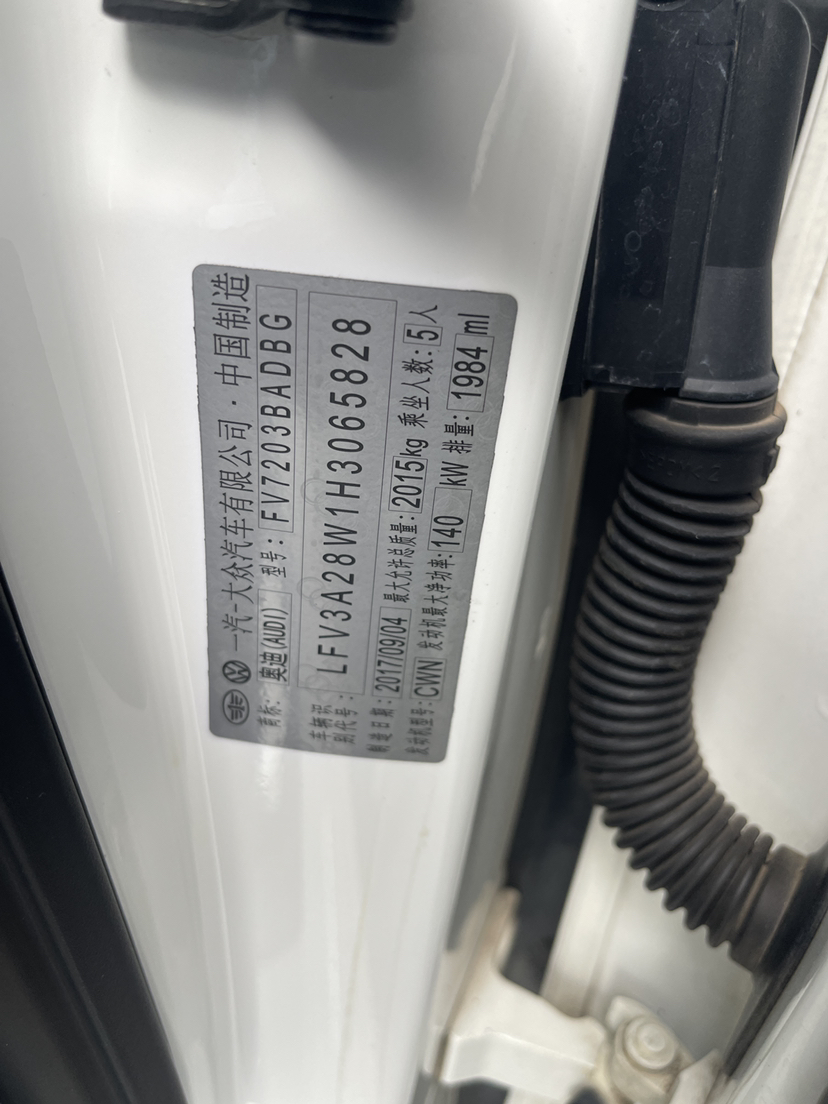 一汽-大众汽车有限公司·中国制造
商标: 奥迪(AUDI) 型号: FV7203BADBG
车辆识别代号: LFV3A28W1H3065828
制造日期: 2017/09/04 最大允许总质量: 2015kg 乘坐人数: 5人
发动机型号: CWN 发动机最大净功率: 140 kW 排量: 1984 ml